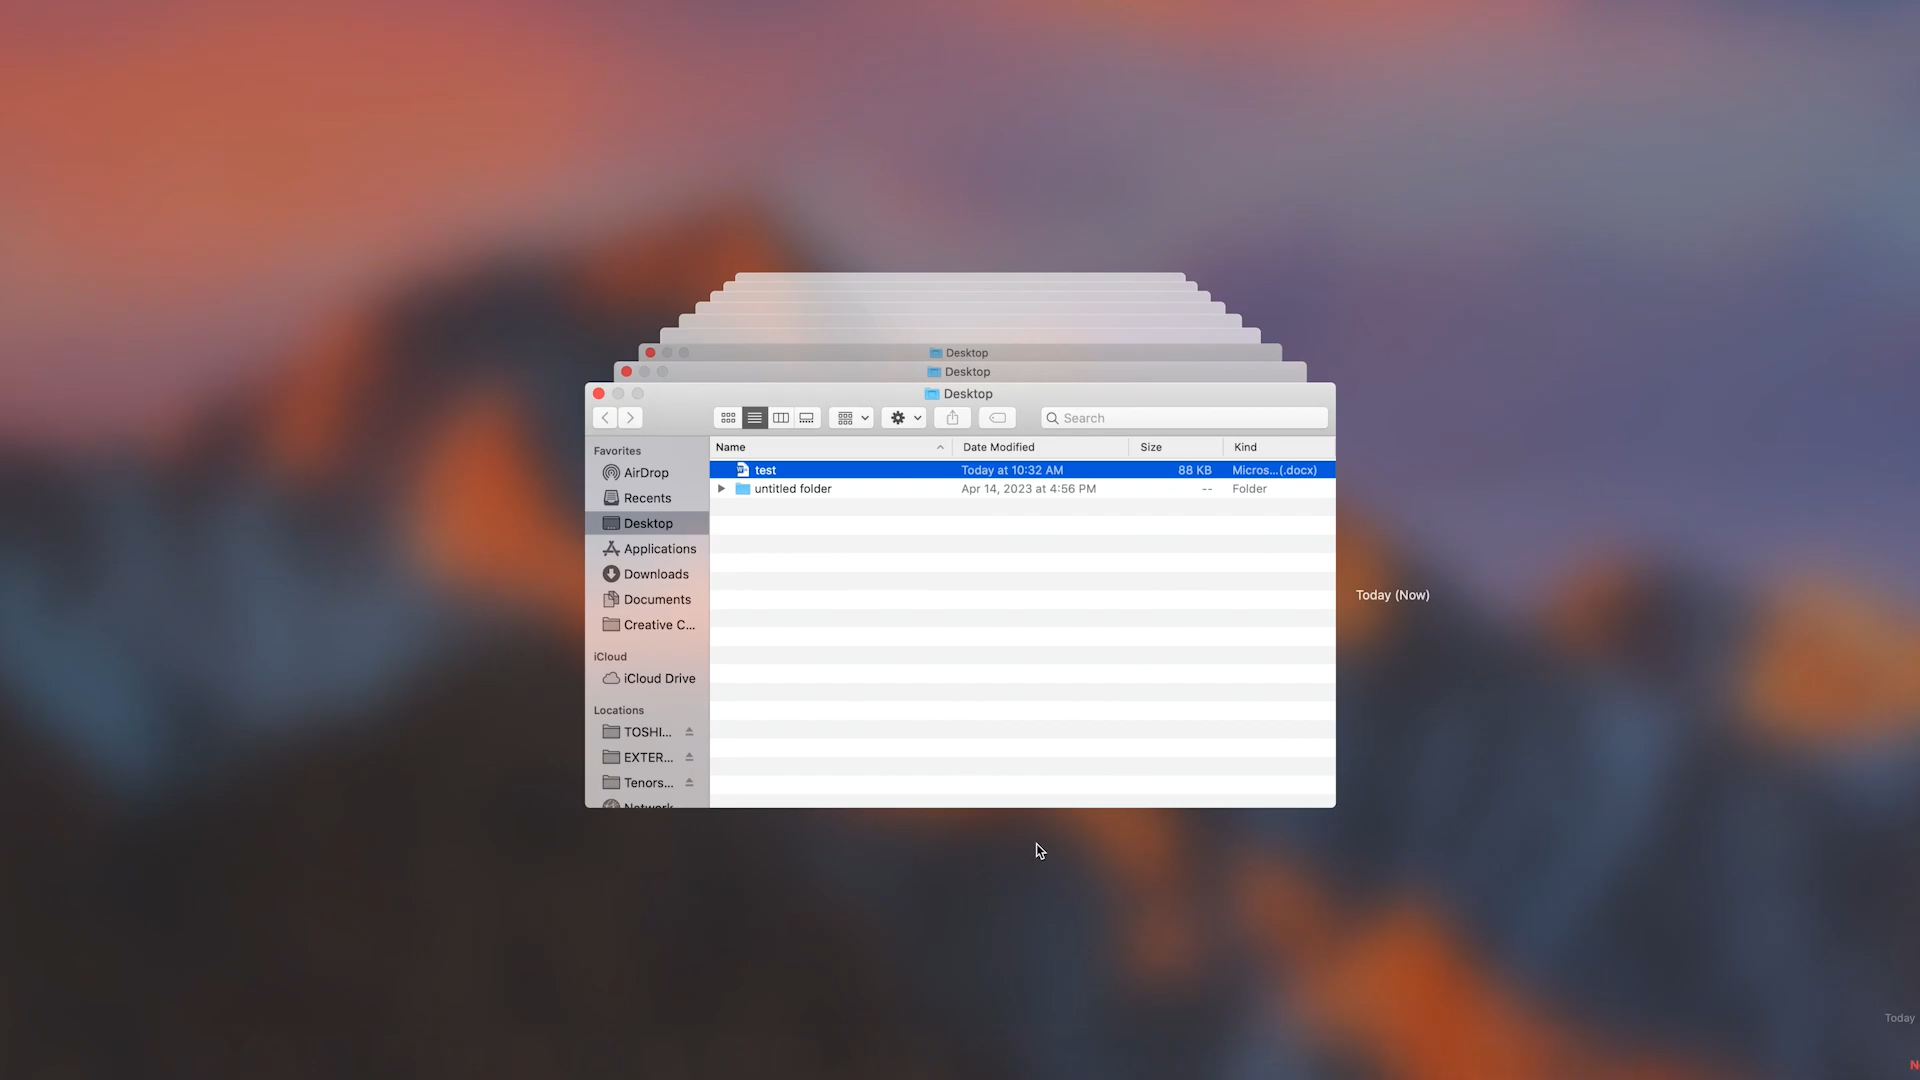 Desktop
Desktop
Desktop
Search
Name Date Modified Size Kind
test Today at 10:32 AM 88 KB Micros...(.docx)
untitled folder Apr 14, 2023 at 4:56 PM -- Folder
Favorites
AirDrop
Recents
Desktop
Applications
Downloads
Documents
Creative C...
iCloud
iCloud Drive
Locations
TOSHI...
EXTER...
Tenors...
Network
Today (Now)
Today